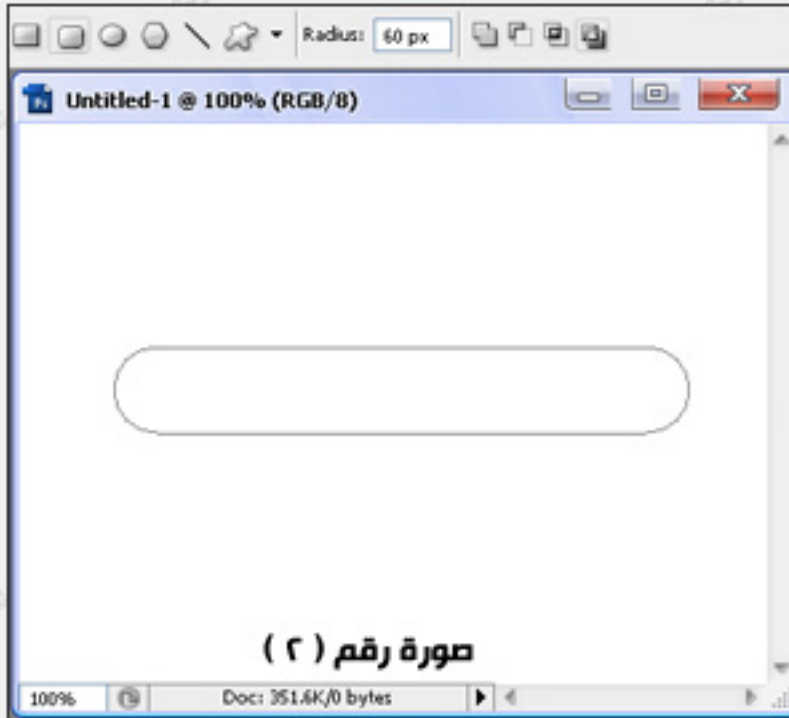 Radius: 60 px
Untitled-1 @ 100% (RGB/8)
صورة رقم ( ٢ )
100% Doc: 351.6K/0 bytes